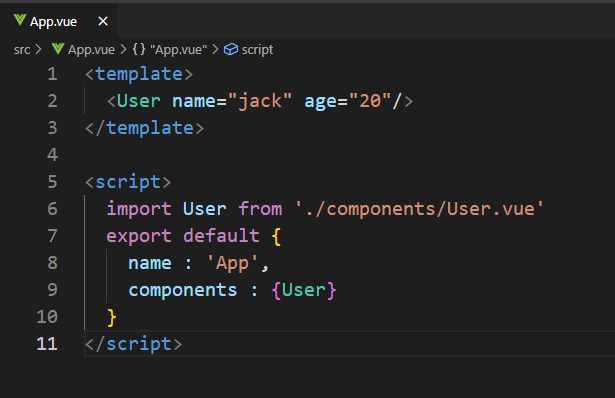 App.vue ×
src > App.vue > {} "App.vue" > script
1 <template>
2 <User name="jack" age="20"/>
3 </template>
4
5 <script>
6 import User from './components/User.vue'
7 export default {
8 name : 'App',
9 components : {User}
10 }
11 </script>